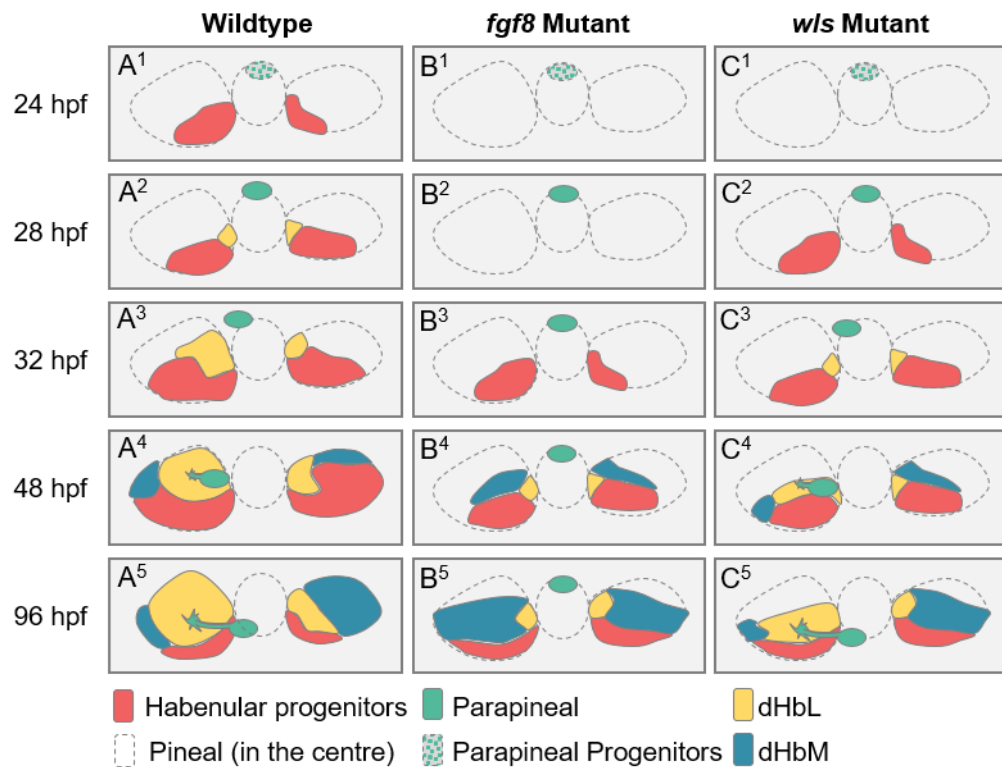 Wildtype fgf8 Mutant wls Mutant
24 hpf A¹ B¹ C¹
28 hpf A² B² C²
32 hpf A³ B³ C³
48 hpf A⁴ B⁴ C⁴
96 hpf A⁵ B⁵ C⁵
Habenular progenitors Parapineal dHbL
Pineal (in the centre) Parapineal Progenitors dHbM